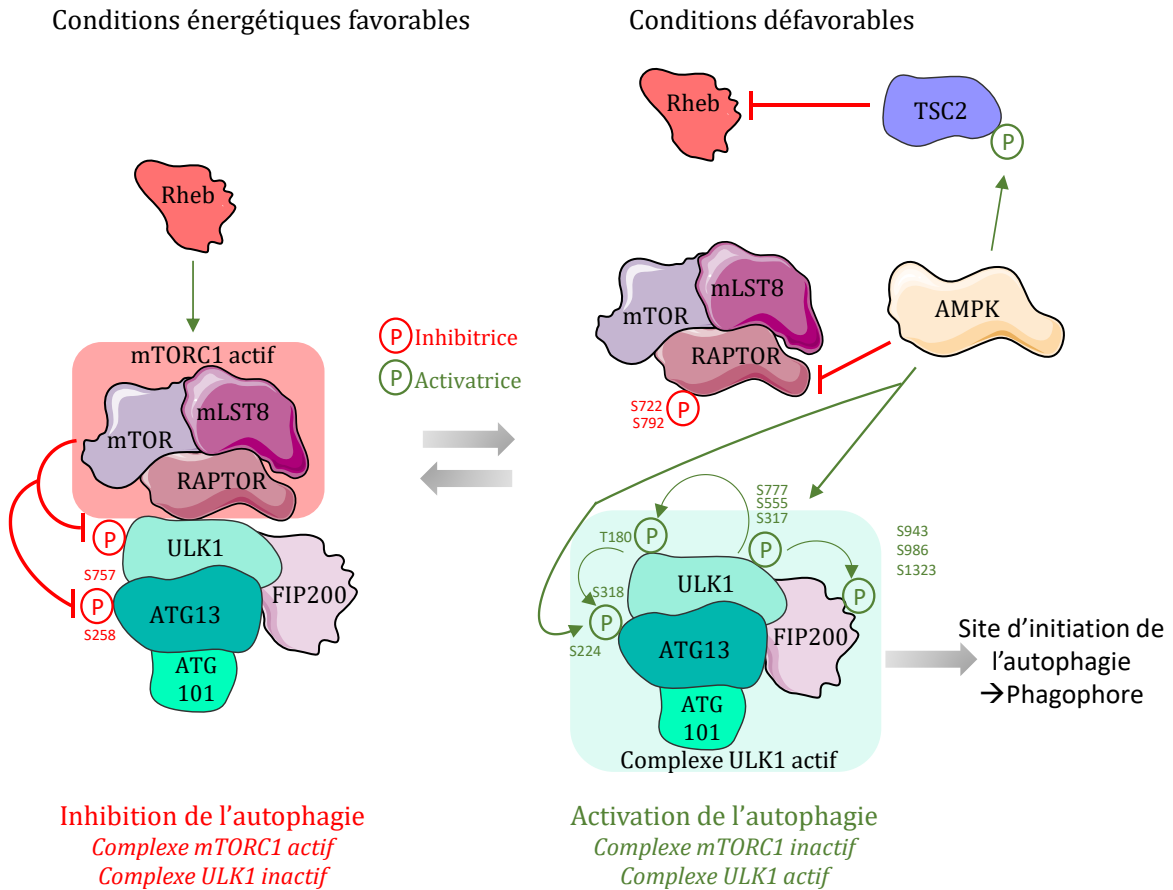 Conditions énergétiques favorables
Conditions défavorables
Rheb
mTORC1 actif
mTOR
mLST8
RAPTOR
P
ULK1
S757
P
S258
ATG13
FIP200
ATG
101
P Inhibitrice
P Activatrice
Rheb
TSC2
P
mTOR
mLST8
RAPTOR
AMPK
S722
S792
P
S777
S555
S317
T180
P
P
S943
S986
S1323
ULK1
P
S318
P
S224
ATG13
FIP200
ATG
101
Complexe ULK1 actif
Site d’initiation de
l’autophagie
→Phagophore
Inhibition de l’autophagie
Complexe mTORC1 actif
Complexe ULK1 inactif
Activation de l’autophagie
Complexe mTORC1 inactif
Complexe ULK1 actif